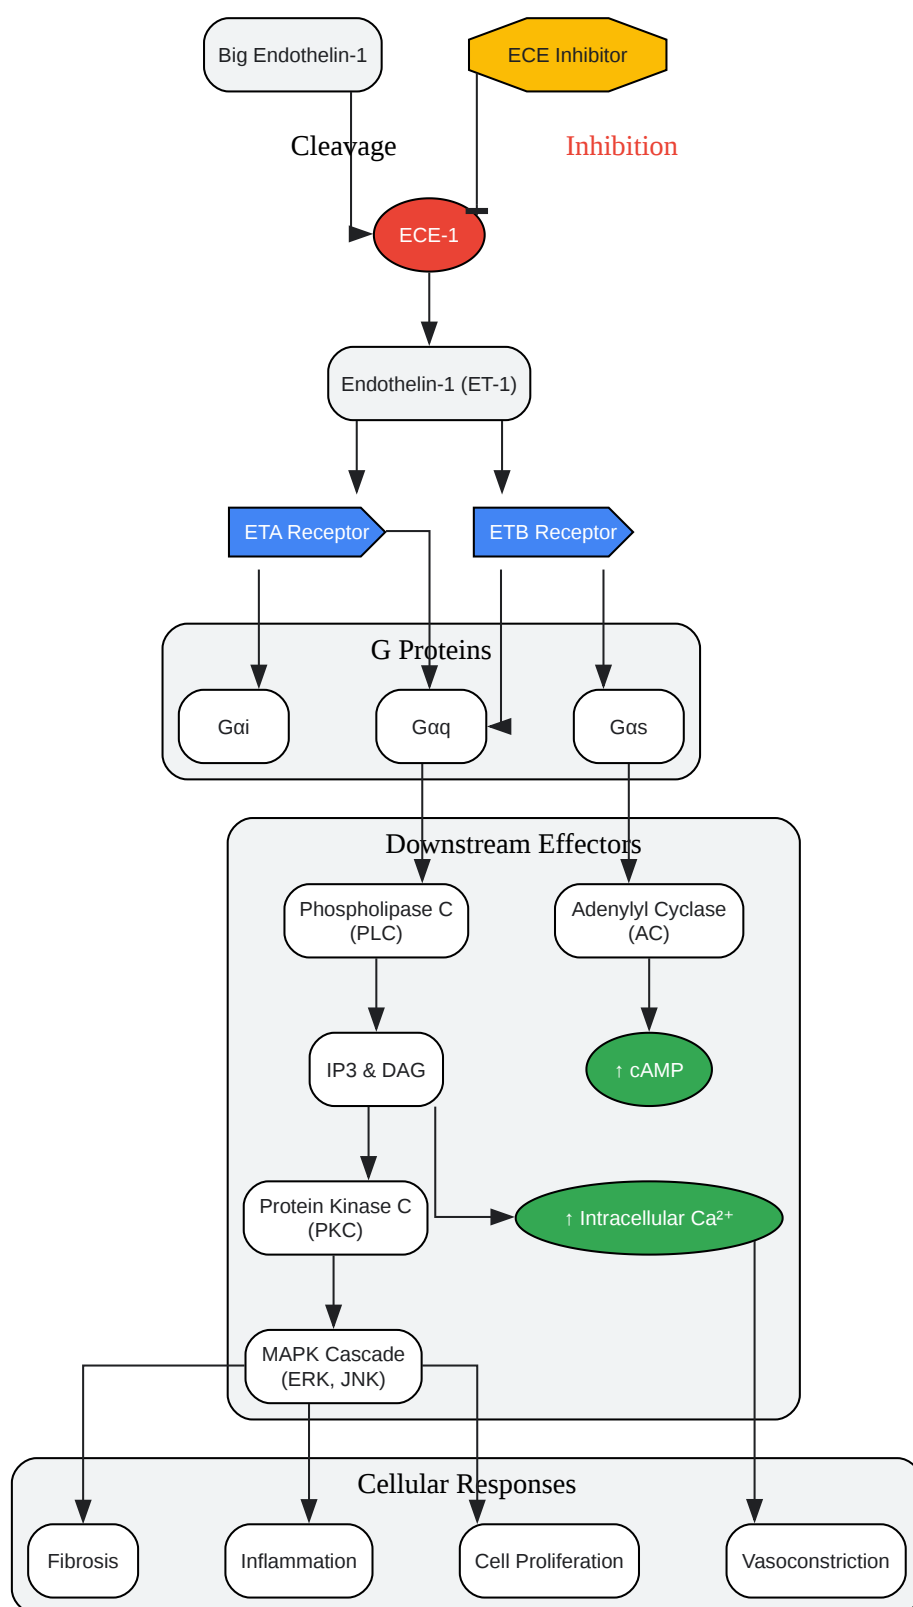 Big Endothelin-1
ECE Inhibitor
Cleavage
Inhibition
ECE-1
Endothelin-1 (ET-1)
ETA Receptor
ETB Receptor
G Proteins
Gαi
Gαq
Gαs
Downstream Effectors
Phospholipase C
(PLC)
Adenylyl Cyclase
(AC)
IP3 & DAG
↑ cAMP
Protein Kinase C
(PKC)
↑ Intracellular Ca²⁺
MAPK Cascade
(ERK, JNK)
Cellular Responses
Fibrosis
Inflammation
Cell Proliferation
Vasoconstriction